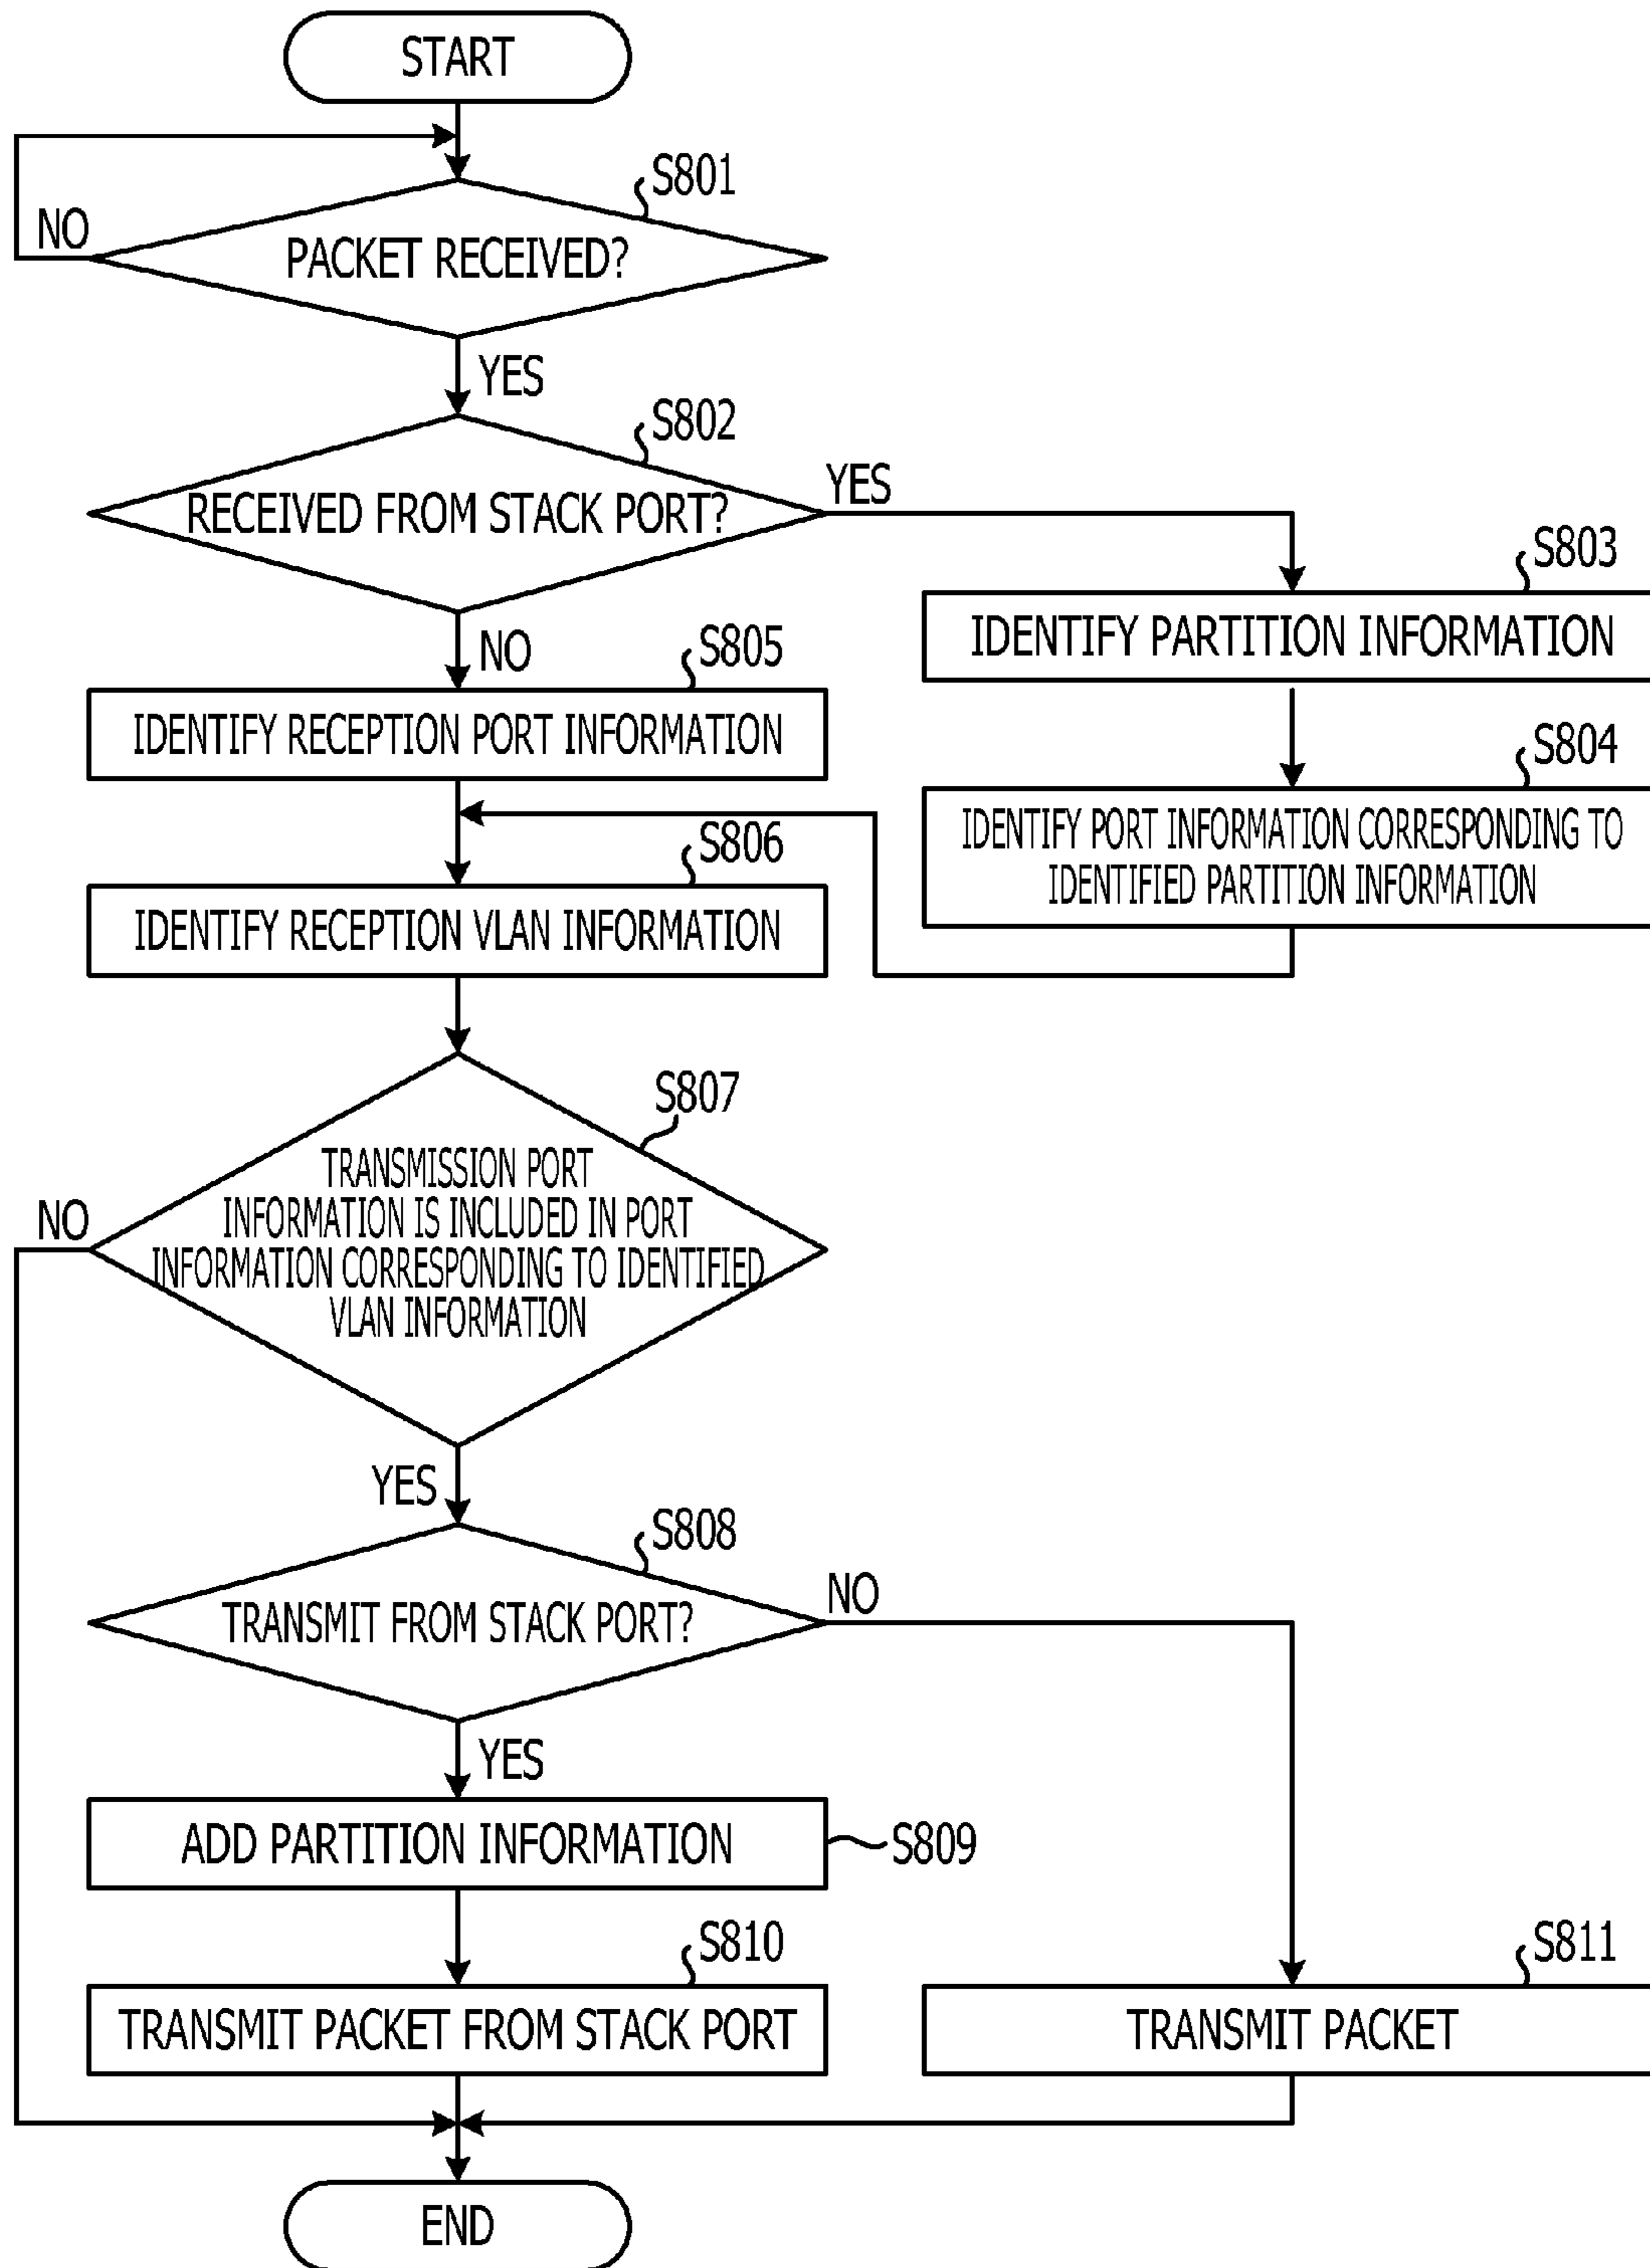 START
S801
NO
PACKET RECEIVED?
YES
S802
RECEIVED FROM STACK PORT?
YES
S803
IDENTIFY PARTITION INFORMATION
NO
S805
IDENTIFY RECEPTION PORT INFORMATION
S804
IDENTIFY PORT INFORMATION CORRESPONDING TO
IDENTIFIED PARTITION INFORMATION
S806
IDENTIFY RECEPTION VLAN INFORMATION
S807
NO
TRANSMISSION PORT
INFORMATION IS INCLUDED IN PORT
INFORMATION CORRESPONDING TO IDENTIFIED
VLAN INFORMATION
YES
S808
TRANSMIT FROM STACK PORT?
NO
YES
ADD PARTITION INFORMATION
S809
S810
TRANSMIT PACKET FROM STACK PORT
S811
TRANSMIT PACKET
END